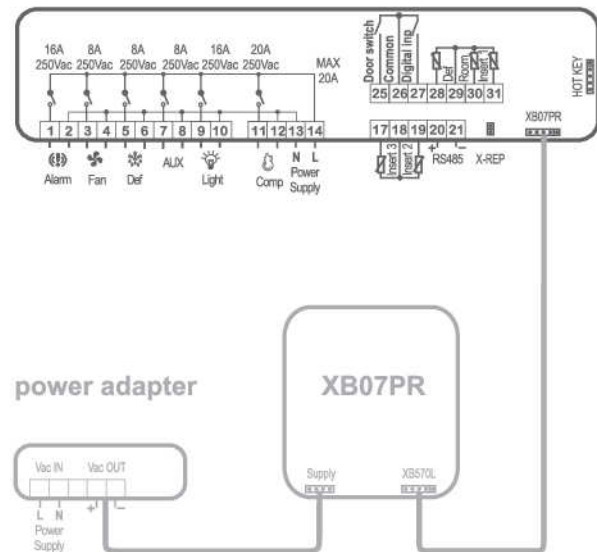 16A 8A 8A 8A 16A 20A
250Vac 250Vac 250Vac 250Vac 250Vac 250Vac
MAX
20A
Door switch
Common
Digital inp
Def
Room
Insert 1
HOT KEY
25 26 27 28 29 30 31
XB07PR
1 2 3 4 5 6 7 8 9 10 11 12 13 14
17 18 19 20 21
Alarm Fan Def AUX Light Comp
N L
Power
Supply
Insert 3
Insert 2
+ −
RS485
X-REP
power adapter
XB07PR
Vac IN Vac OUT
L N + −
Power
Supply
Supply
XB570L